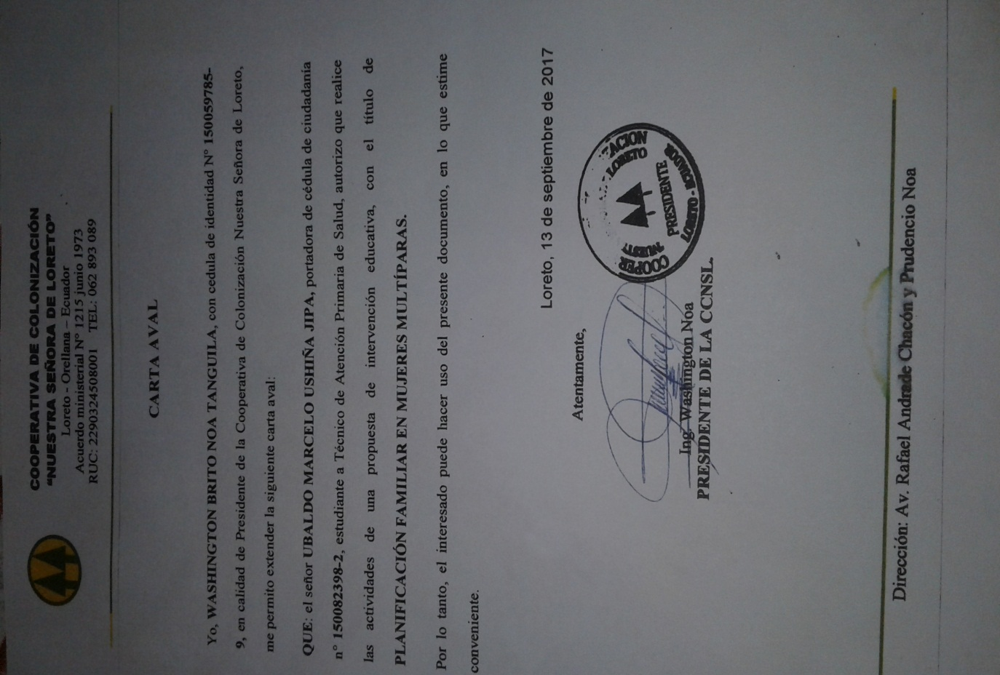 COOPERATIVA DE COLONIZACIÓN
“NUESTRA SEÑORA DE LORETO”
Loreto - Orellana – Ecuador
Acuerdo ministerial N° 1215 junio 1973
RUC: 2290324508001 TEL.: 062 893 089
CARTA AVAL
Yo, WASHINGTON BRITO NOA TANGUILA, con cedula de identidad N° 150059785-
9, en calidad de Presidente de la Cooperativa de Colonización Nuestra Señora de Loreto,
me permito extender la siguiente carta aval:
QUE: el señor UBALDO MARCELO USHIÑA JIPA, portadora de cédula de ciudadanía
n° 150082398-2, estudiante a Técnico de Atención Primaria de Salud, autorizo que realice
las actividades de una propuesta de intervención educativa, con el título de
PLANIFICACIÓN FAMILIAR EN MUJERES MULTÍPARAS.
Por lo tanto, el interesado puede hacer uso del presente documento, en lo que estime
conveniente.
Loreto, 13 de septiembre de 2017
Atentamente,
COOPER ACION
NUEST LORETO
PRESIDENTE
LORETO - ECUADOR
Ing. Washington Noa
PRESIDENTE DE LA CCNSL.
Dirección: Av. Rafael Andrade Chacón y Prudencio Noa